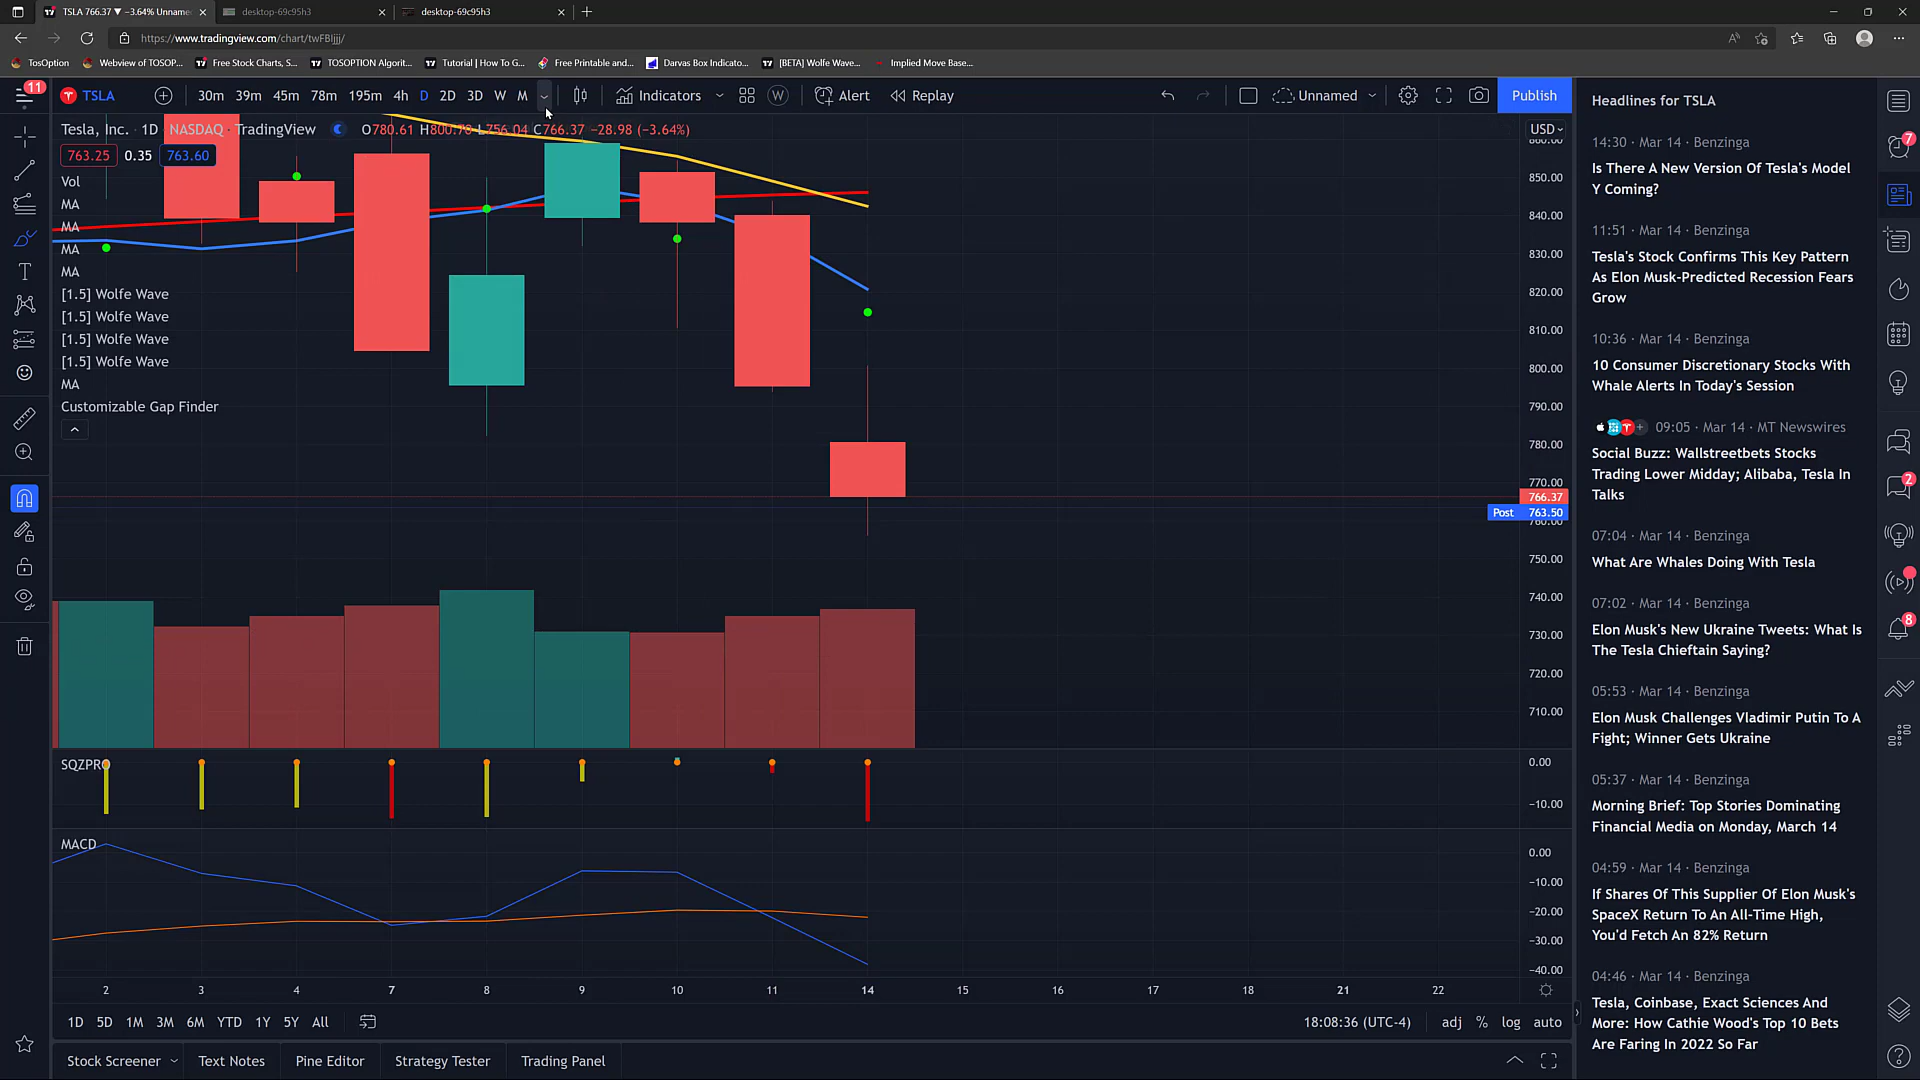 TSLA 766.37 ▼ −3.64% Unname
desktop-69c95h3
desktop-69c95h3
https://www.tradingview.com/chart/twFBIjjj/
TosOption
Webview of TOSOP...
Free Stock Charts, S...
TOSOPTION Algorit...
Tutorial | How To G...
Free Printable and...
Darvas Box Indicato...
[BETA] Wolfe Wave...
Implied Move Base...
11
TSLA
30m 39m 45m 78m 195m 4h D 2D 3D W M
Indicators
W
Alert
Replay
Unnamed
Publish
Tesla, Inc. · 1D · NASDAQ · TradingView
O780.61 H800.70 L756.04 C766.37 −28.98 (−3.64%)
USD
763.25 0.35 763.60
Vol
MA
MA
MA
MA
[1.5] Wolfe Wave
[1.5] Wolfe Wave
[1.5] Wolfe Wave
[1.5] Wolfe Wave
MA
Customizable Gap Finder
860.00
850.00
840.00
830.00
820.00
810.00
800.00
790.00
780.00
770.00
766.37
Post 763.50
760.00
750.00
740.00
730.00
720.00
710.00
SQZPRO
0.00
−10.00
MACD
0.00
−10.00
−20.00
−30.00
−40.00
2 3 4 7 8 9 10 11 14 15 16 17 18 21 22
1D 5D 1M 3M 6M YTD 1Y 5Y All
18:08:36 (UTC-4)
adj % log auto
Stock Screener
Text Notes
Pine Editor
Strategy Tester
Trading Panel
Headlines for TSLA
14:30 · Mar 14 · Benzinga
Is There A New Version Of Tesla's Model
Y Coming?
11:51 · Mar 14 · Benzinga
Tesla's Stock Confirms This Key Pattern
As Elon Musk-Predicted Recession Fears
Grow
10:36 · Mar 14 · Benzinga
10 Consumer Discretionary Stocks With
Whale Alerts In Today's Session
09:05 · Mar 14 · MT Newswires
Social Buzz: Wallstreetbets Stocks
Trading Lower Midday; Alibaba, Tesla In
Talks
07:04 · Mar 14 · Benzinga
What Are Whales Doing With Tesla
07:02 · Mar 14 · Benzinga
Elon Musk's New Ukraine Tweets: What Is
The Tesla Chieftain Saying?
05:53 · Mar 14 · Benzinga
Elon Musk Challenges Vladimir Putin To A
Fight; Winner Gets Ukraine
05:37 · Mar 14 · Benzinga
Morning Brief: Top Stories Dominating
Financial Media on Monday, March 14
04:59 · Mar 14 · Benzinga
If Shares Of This Supplier Of Elon Musk's
SpaceX Return To An All-Time High,
You'd Fetch An 82% Return
04:46 · Mar 14 · Benzinga
Tesla, Coinbase, Exact Sciences And
More: How Cathie Wood's Top 10 Bets
Are Faring In 2022 So Far
7
2
8